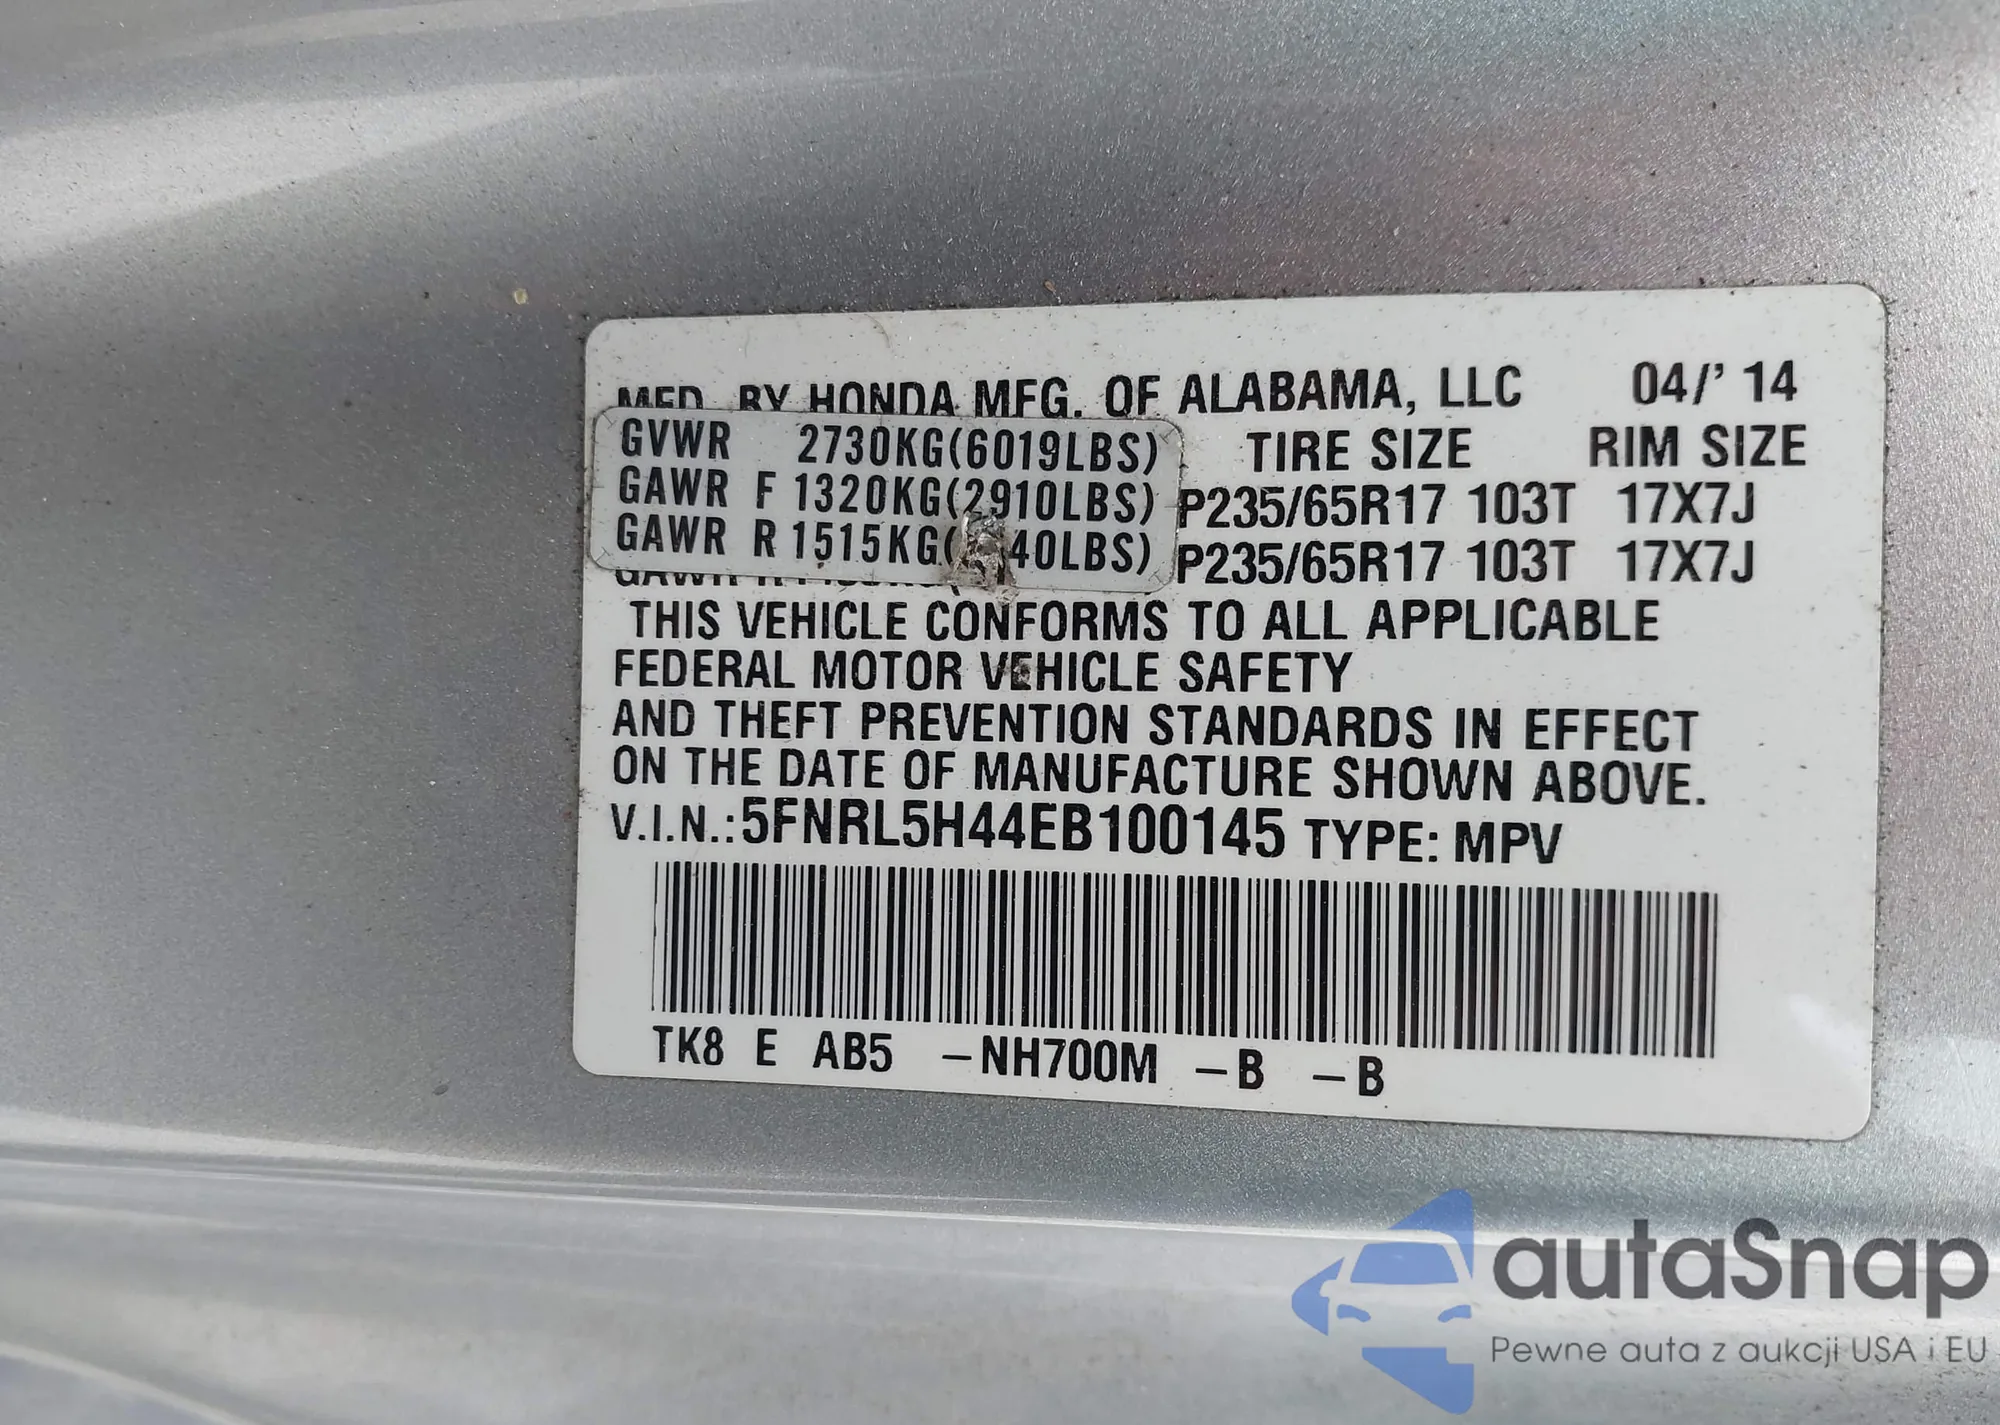 MFD. BY HONDA MFG. OF ALABAMA, LLC 04/' 14
GVWR 2730KG(6019LBS) TIRE SIZE RIM SIZE
GAWR F 1320KG(2910LBS) P235/65R17 103T 17X7J
GAWR R 1515KG( 40LBS) P235/65R17 103T 17X7J
THIS VEHICLE CONFORMS TO ALL APPLICABLE
FEDERAL MOTOR VEHICLE SAFETY
AND THEFT PREVENTION STANDARDS IN EFFECT
ON THE DATE OF MANUFACTURE SHOWN ABOVE.
V.I.N.:5FNRL5H44EB100145 TYPE: MPV
TK8 E AB5 -NH700M -B -B
autaSnap
Pewne auta z aukcji USA i EU